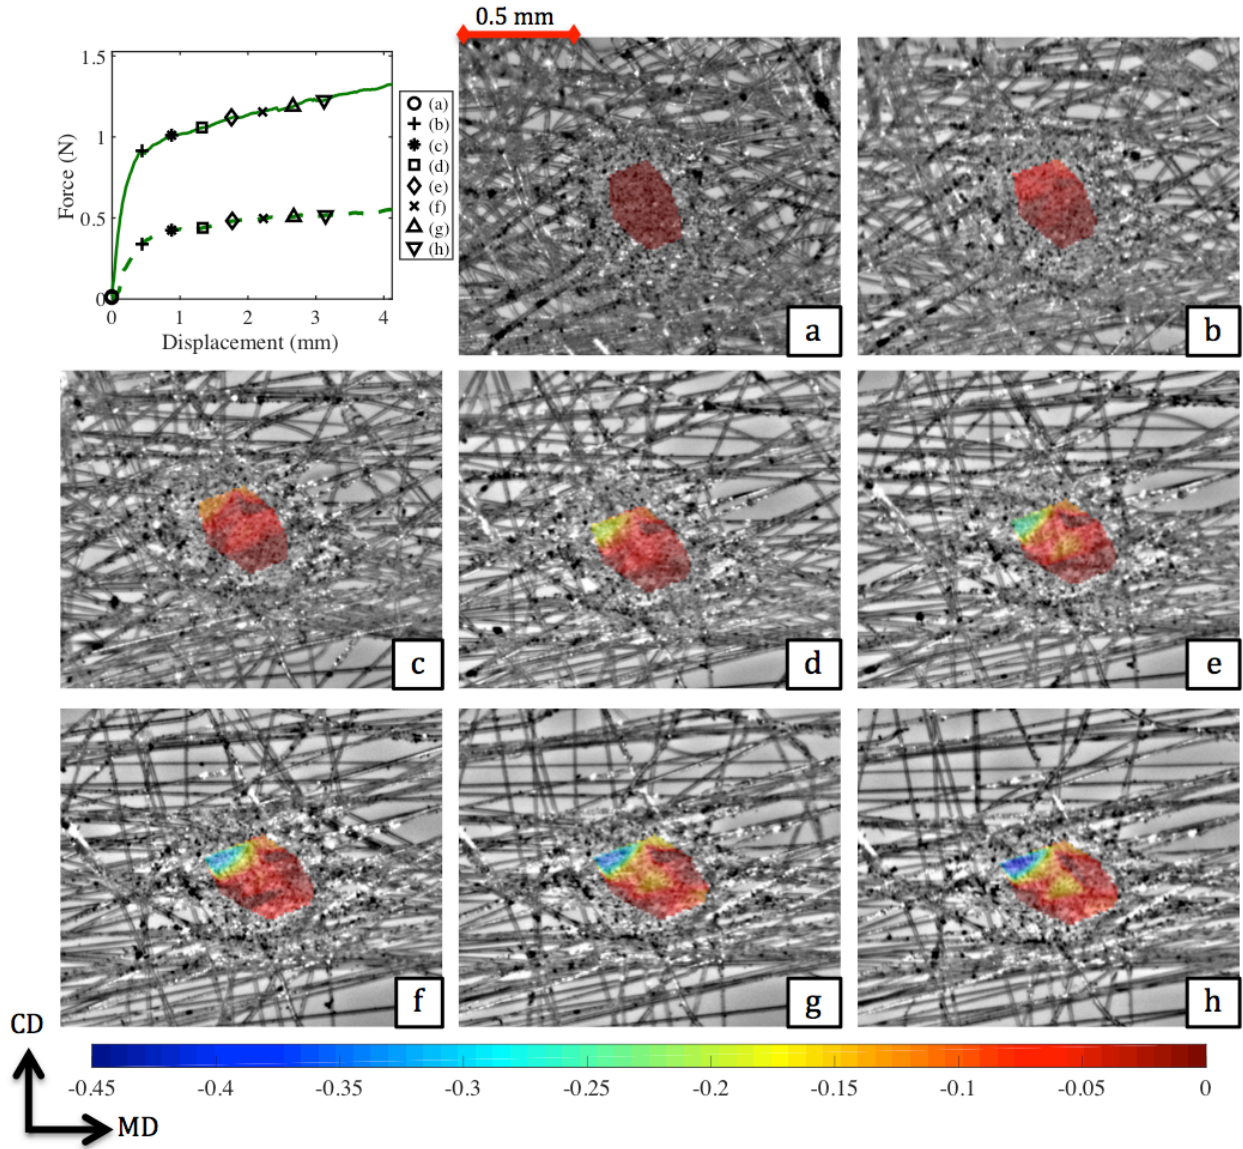 0.5 mm
1.5
1
0.5
0
0 1 2 3 4
Force (N)
Displacement (mm)
(a)
(b)
(c)
(d)
(e)
(f)
(g)
(h)
a
b
c
d
e
f
g
h
CD
MD
-0.45 -0.4 -0.35 -0.3 -0.25 -0.2 -0.15 -0.1 -0.05 0